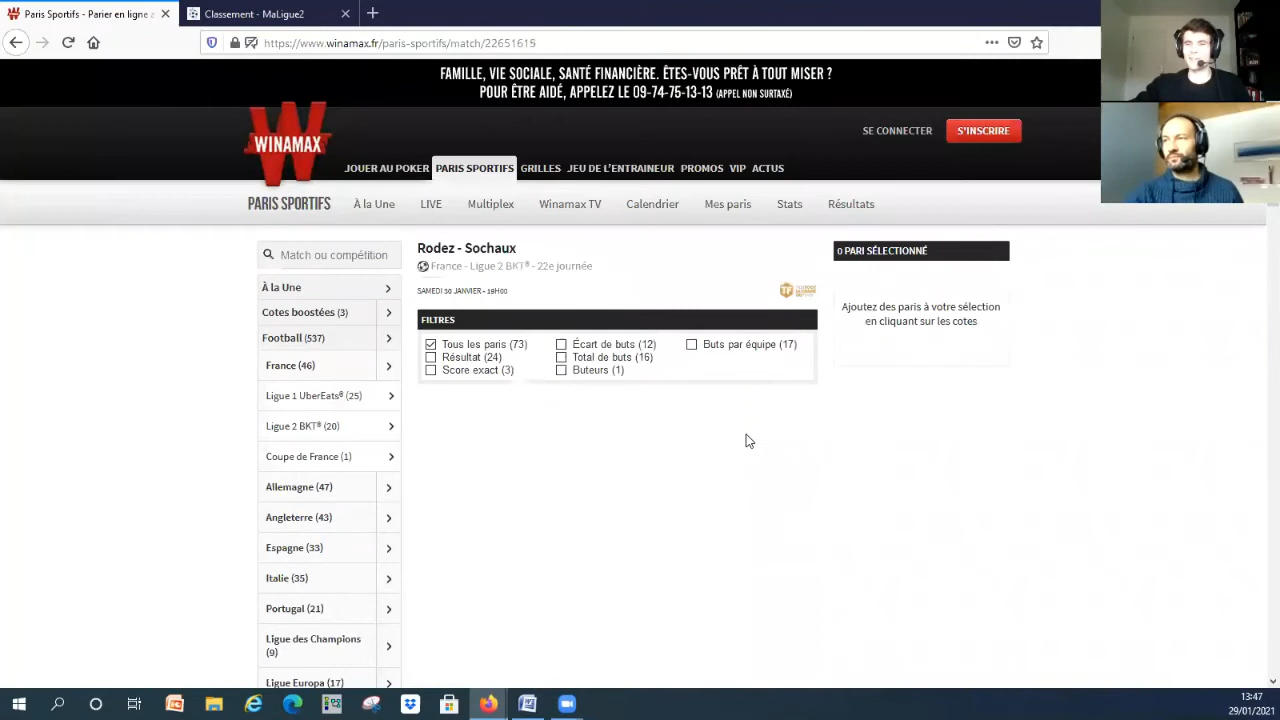 Paris Sportifs - Parier en ligne a
Classement - MaLigue2
https://www.winamax.fr/paris-sportifs/match/22651615
FAMILLE, VIE SOCIALE, SANTÉ FINANCIÈRE. ÊTES-VOUS PRÊT À TOUT MISER ?
POUR ÊTRE AIDÉ, APPELEZ LE 09-74-75-13-13 (APPEL NON SURTAXÉ)
WINAMAX
SE CONNECTER
S'INSCRIRE
JOUER AU POKER PARIS SPORTIFS GRILLES JEU DE L'ENTRAINEUR PROMOS VIP ACTUS
PARIS SPORTIFS À la Une LIVE Multiplex Winamax TV Calendrier Mes paris Stats Résultats
Match ou compétition
À la Une
Cotes boostées (3)
Football (537)
France (46)
Ligue 1 UberEats® (25)
Ligue 2 BKT® (20)
Coupe de France (1)
Allemagne (47)
Angleterre (43)
Espagne (33)
Italie (35)
Portugal (21)
Ligue des Champions
(9)
Ligue Europa (17)
Rodez - Sochaux
France - Ligue 2 BKT® - 22e journée
SAMEDI 30 JANVIER - 19H00
FILTRES
Tous les paris (73) Écart de buts (12) Buts par équipe (17)
Résultat (24) Total de buts (16)
Score exact (3) Buteurs (1)
0 PARI SÉLECTIONNÉ
Ajoutez des paris à votre sélection
en cliquant sur les cotes
13:47
29/01/2021